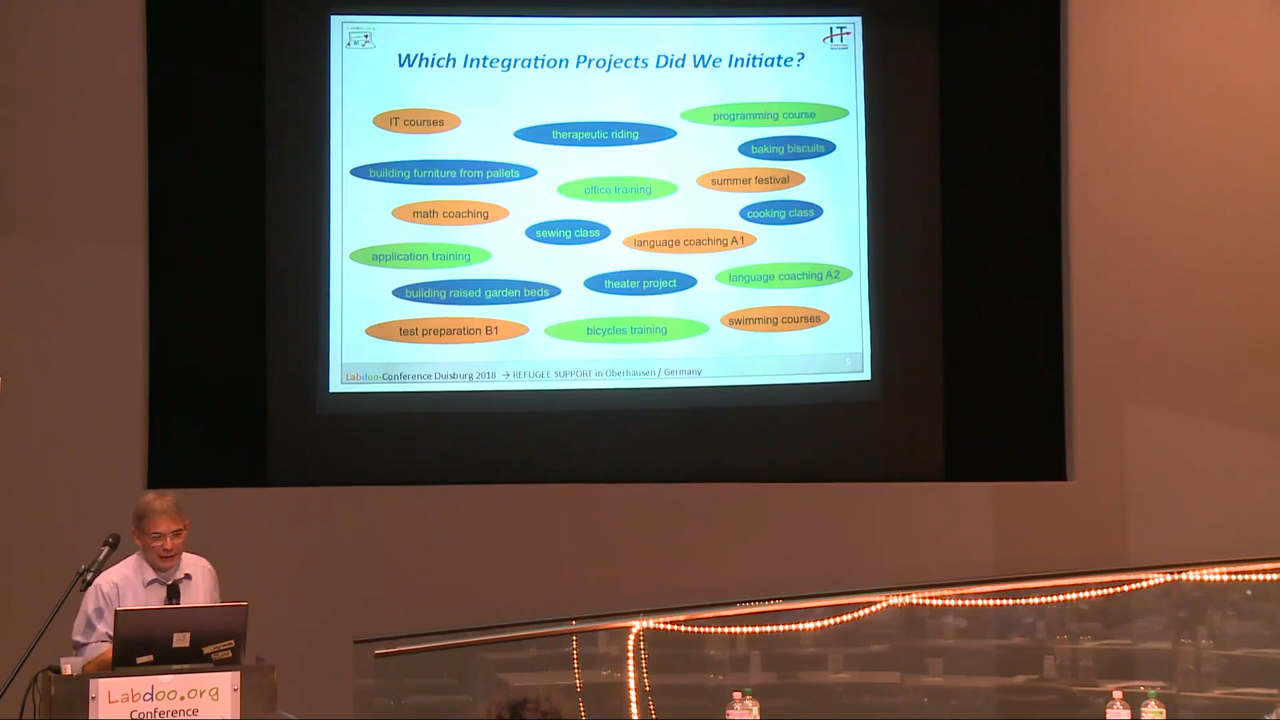 IT
Which Integration Projects Did We Initiate?
IT courses
therapeutic riding
programming course
baking biscuits
building furniture from pallets
office training
summer festival
math coaching
sewing class
language coaching A1
cooking class
application training
building raised garden beds
theater project
language coaching A2
test preparation B1
bicycles training
swimming courses
5
Labdoo-Conference Duisburg 2018 → REFUGEE SUPPORT in Oberhausen / Germany
Labdoo.org
Conference